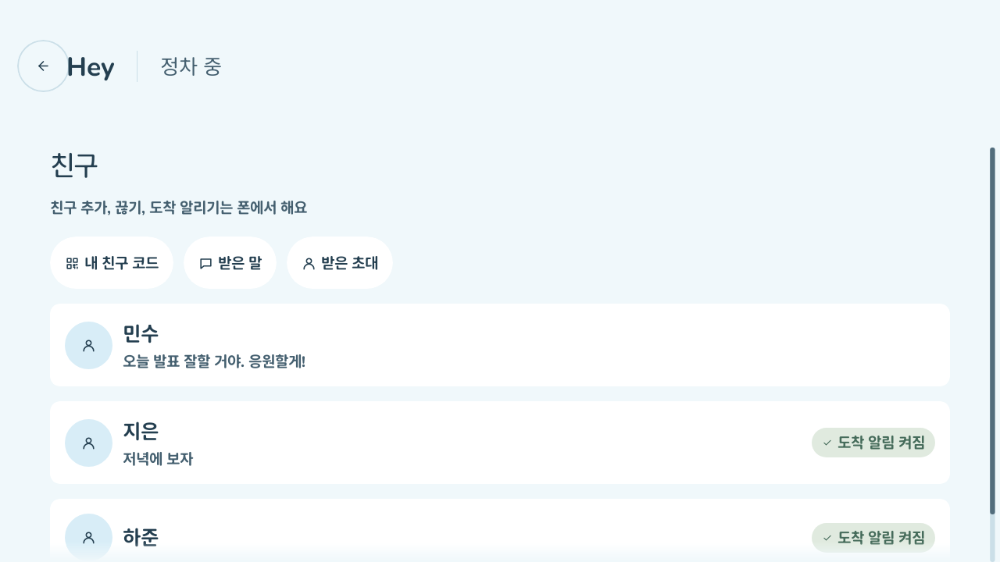 Hey
정차 중
친구
친구 추가, 끊기, 도착 알리기는 폰에서 해요
내 친구 코드
받은 말
받은 초대
민수
오늘 발표 잘할 거야. 응원할게!
지은
저녁에 보자
도착 알림 켜짐
하준
도착 알림 켜짐